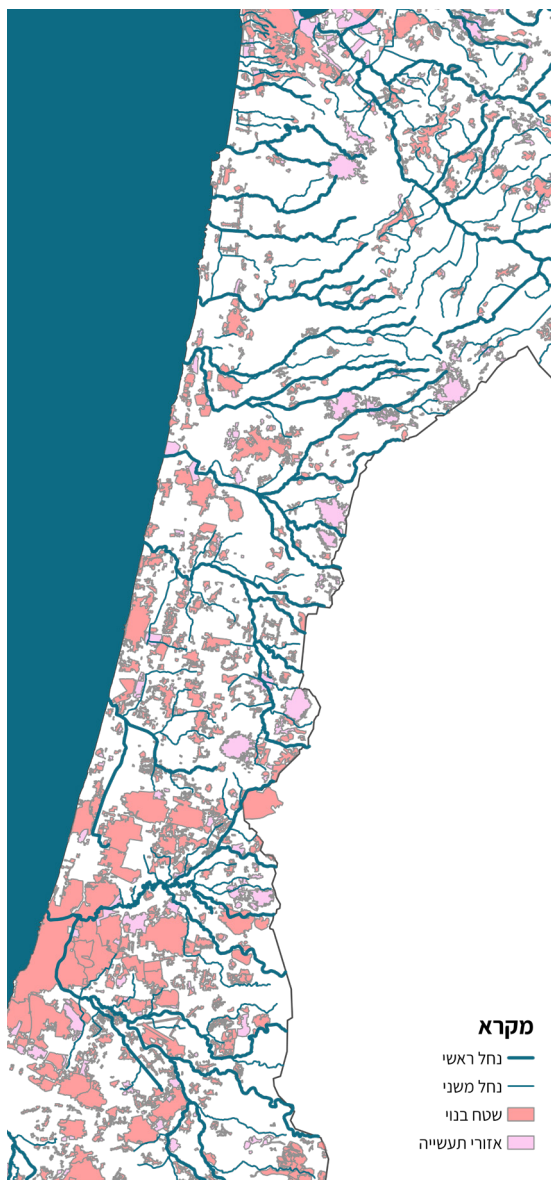 מקרא
נחל ראשי
נחל משני
שטח בנוי
אזורי תעשייה